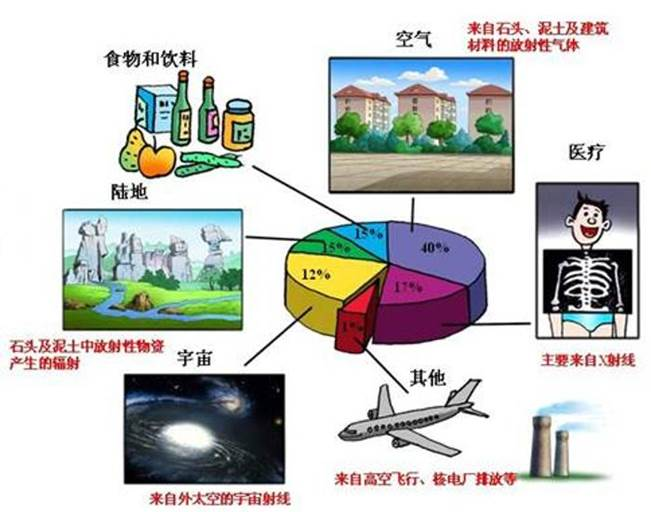 空气
来自石头、泥土及建筑
材料的放射性气体
食物和饮料
医疗
陆地
15%
40%
15%
12%
17%
1%
石头及泥土中放射性物资
产生的辐射
宇宙
主要来自X射线
其他
来自高空飞行、核电厂排放等
来自外太空的宇宙射线